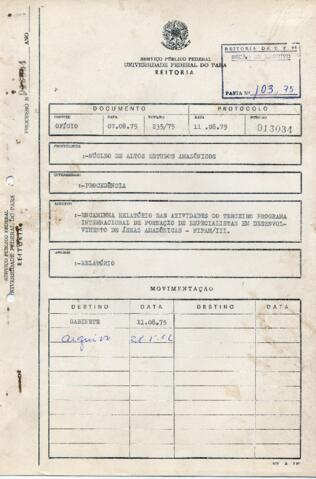 SERVIÇO PÚBLICO FEDERAL
UNIVERSIDADE FEDERAL DO PARÁ
REITORIA
REITORIA DA U. F. P.
PASTA Nº 103, 75
DOCUMENTO PROTOCOLO
ESPÉCIE DATA NÚMERO DATA NÚMERO
OFÍCIO 07.08.75 235/75 11.08.75 013034
PROCEDÊNCIA
:-NÚCLEO DE ALTOS ESTUDOS AMAZÔNICOS
INTERESSADO
:-PROCEDÊNCIA
ASSUNTO
:-ENCAMINHA RELATÓRIO DAS ATIVIDADES DO TERCEIRO PROGRAMA
INTERNACIONAL DE FORMAÇÃO DE ESPECIALISTAS EM DESENVOL-
VIMENTO DE ÁREAS AMAZÔNICAS - FIPAM/III.
:-RELATÓRIO
MOVIMENTAÇÃO
DESTINO DATA DESTINO DATA
GABINETE 11.08.75
Arquivo
SERVIÇO PÚBLICO FEDERAL
UNIVERSIDADE FEDERAL DO PARÁ
REITORIA
PROCESSO N.
ANO